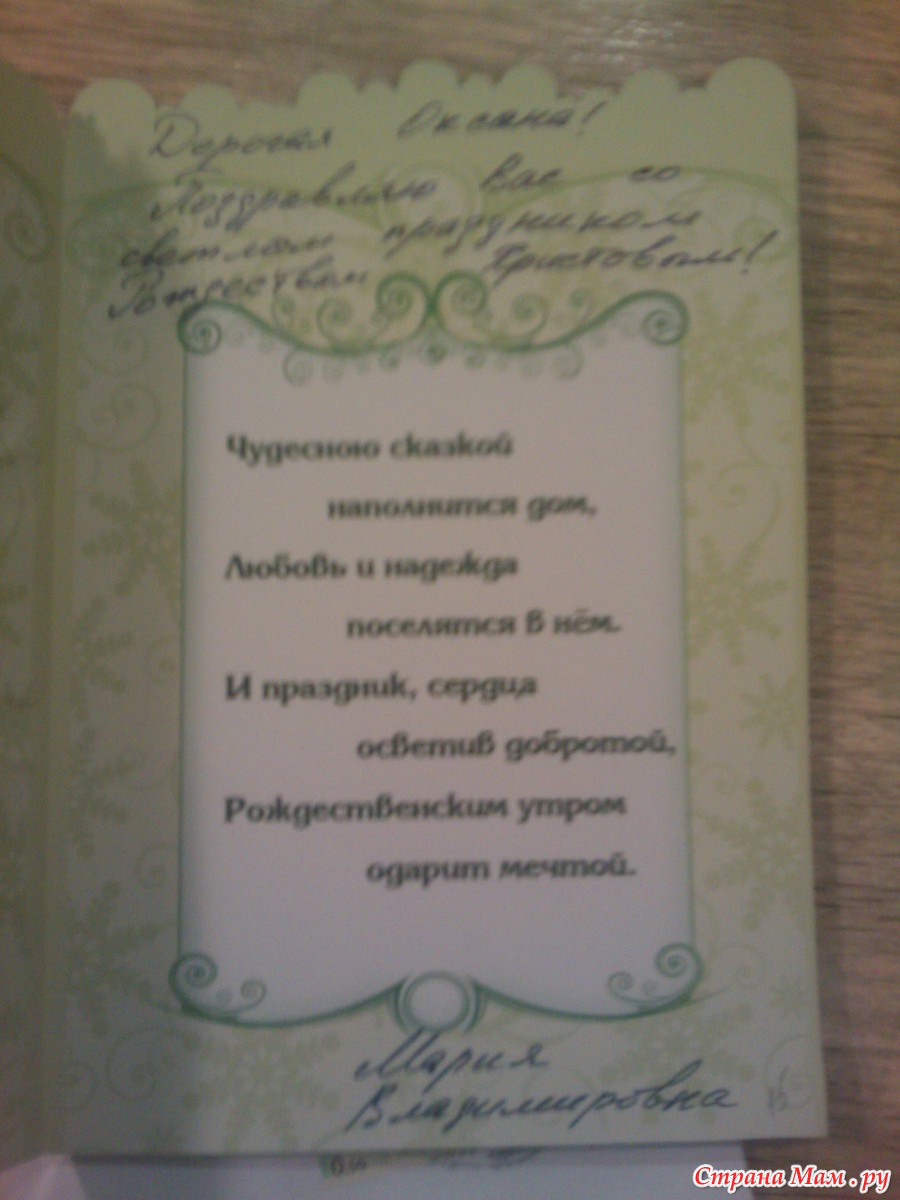 Дорогая Оксана!
Поздравляю Вас со
светлым праздником
Рождеством Христовым!
Чудесною сказкой
наполнится дом,
Любовь и надежда
поселятся в нём.
И праздник, сердца
осветив добротой,
Рождественским утром
одарит мечтой.
Мария
Владимировна
Страна Мам.ру